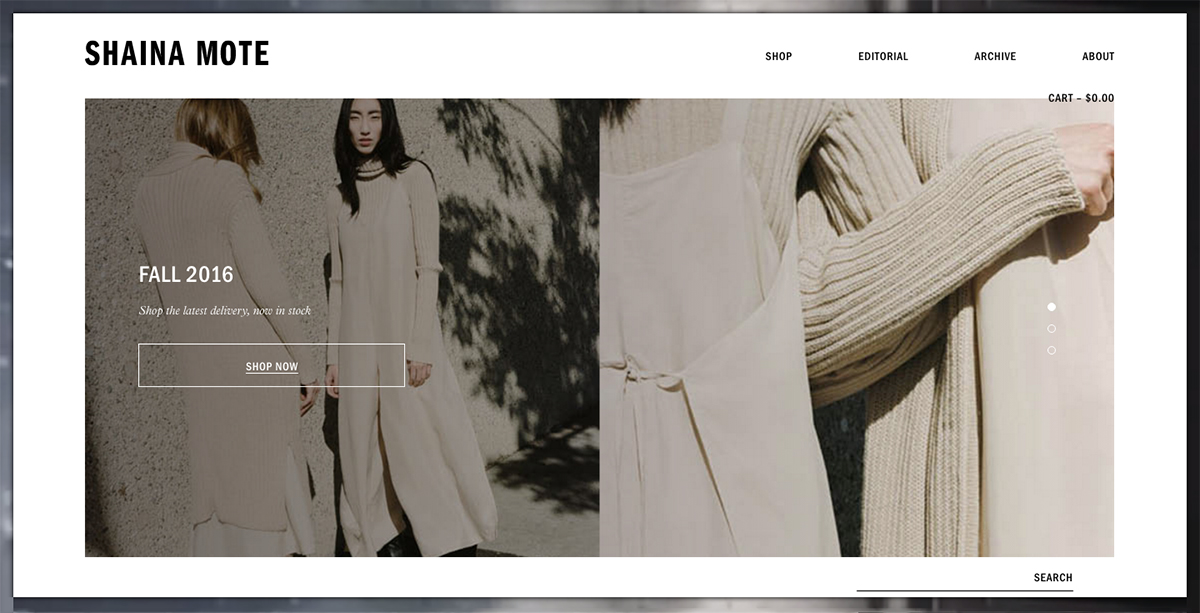 SHAINA MOTE
SHOP EDITORIAL ARCHIVE ABOUT
CART – $0.00
FALL 2016
Shop the latest delivery, now in stock
SHOP NOW
SEARCH